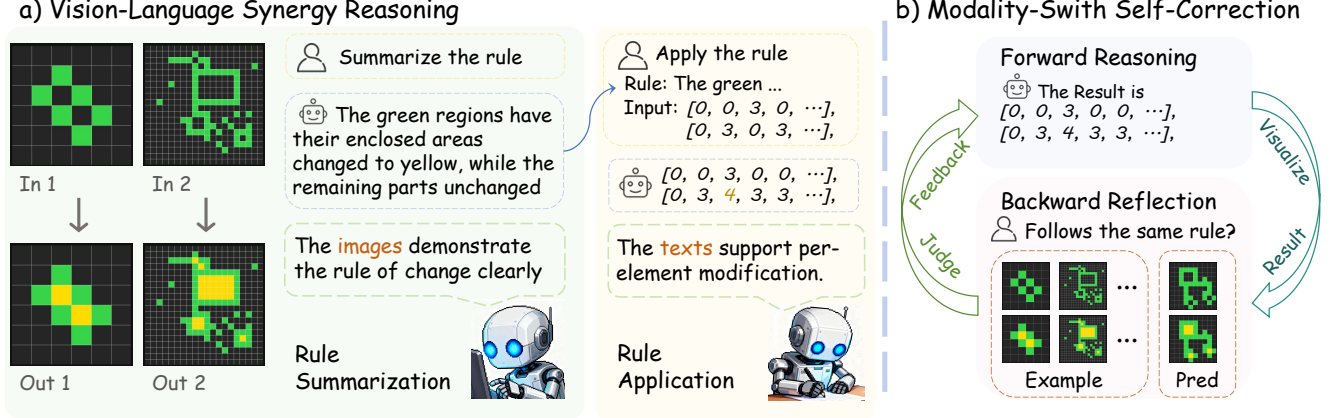 a) Vision-Language Synergy Reasoning
In 1
In 2
Out 1
Out 2
Summarize the rule
The green regions have
their enclosed areas
changed to yellow, while the
remaining parts unchanged
The images demonstrate
the rule of change clearly
Rule
Summarization
Apply the rule
Rule: The green ...
Input: [0, 0, 3, 0, ...],
[0, 3, 0, 3, ...],
[0, 0, 3, 0, 0, ...],
[0, 3, 4, 3, 3, ...],
The texts support per-
element modification.
Rule
Application
b) Modality-Swith Self-Correction
Forward Reasoning
The Result is
[0, 0, 3, 0, 0, ...],
[0, 3, 4, 3, 3, ...],
Visualize
Result
Backward Reflection
Follows the same rule?
...
...
Example
Pred
Judge
Feedback